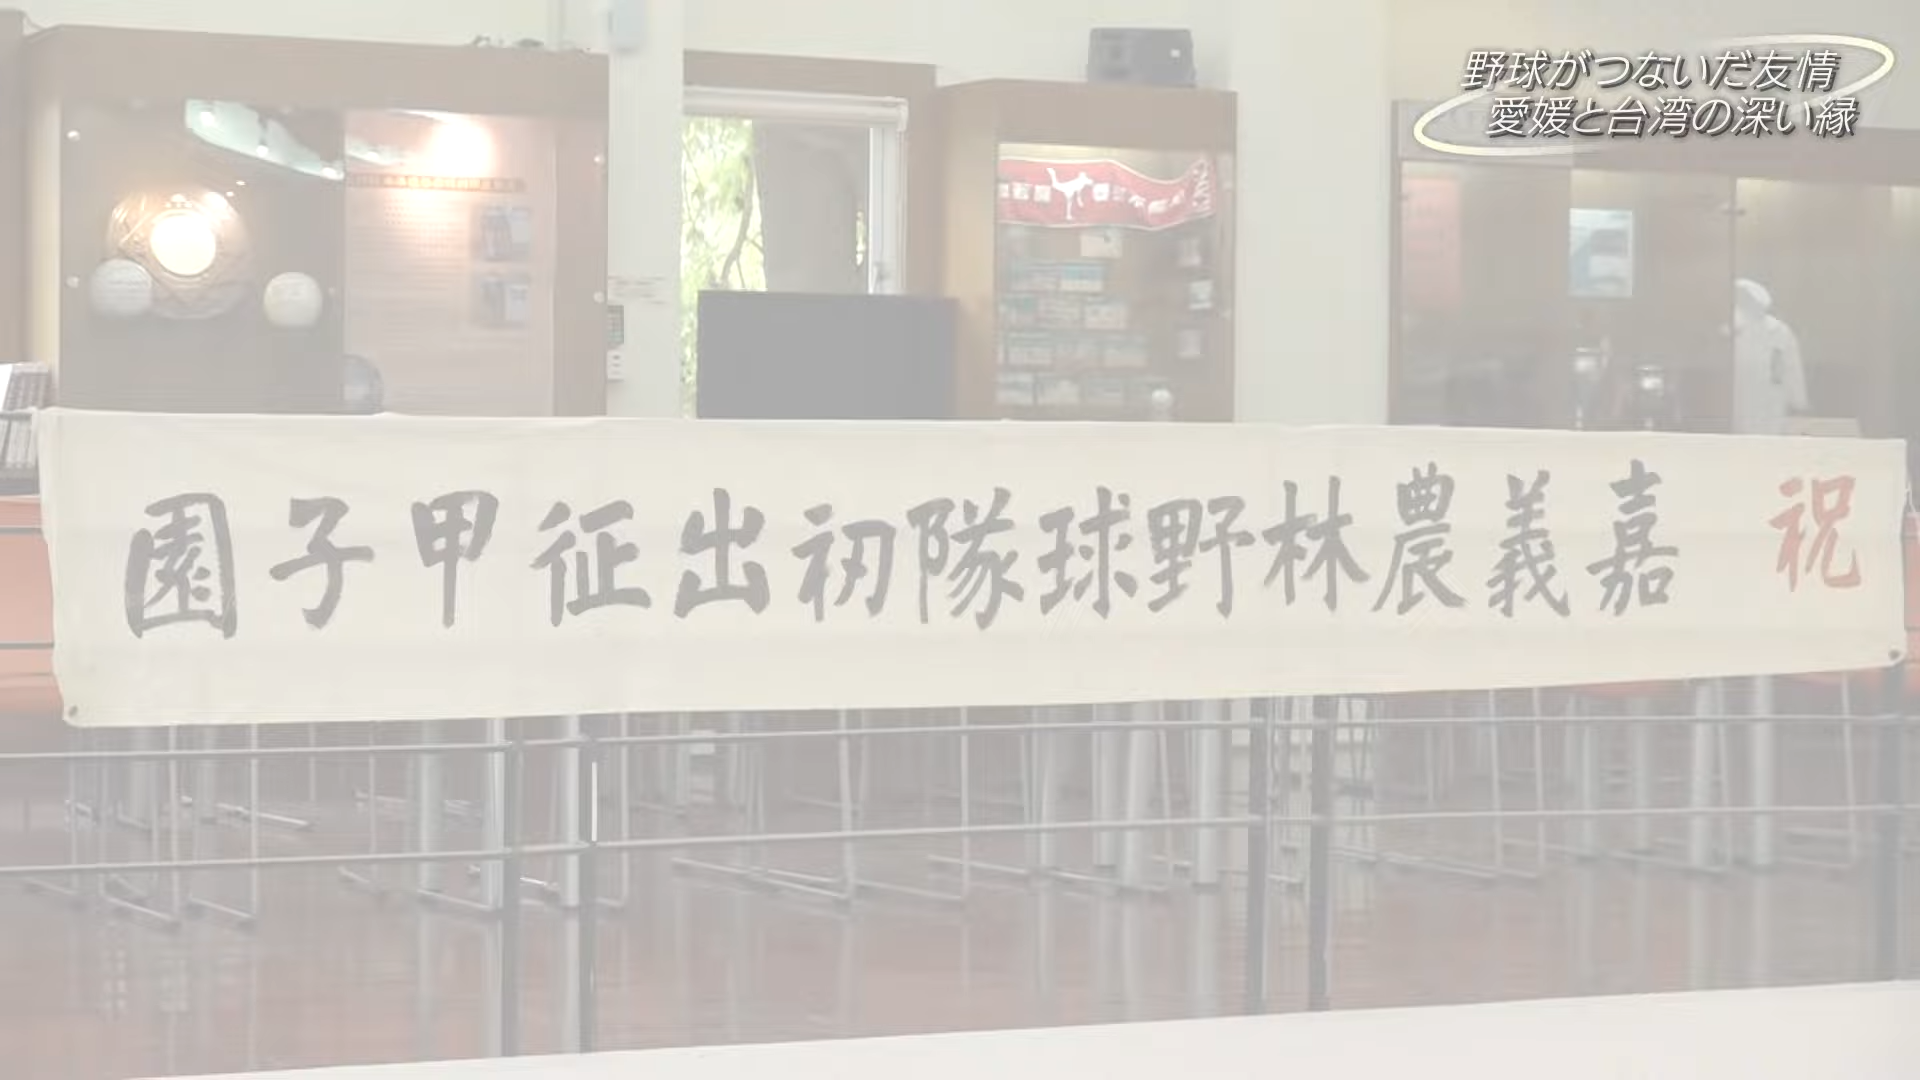 野球がつないだ友情
愛媛と台湾の深い縁
祝 嘉義農林野球隊初出征甲子園